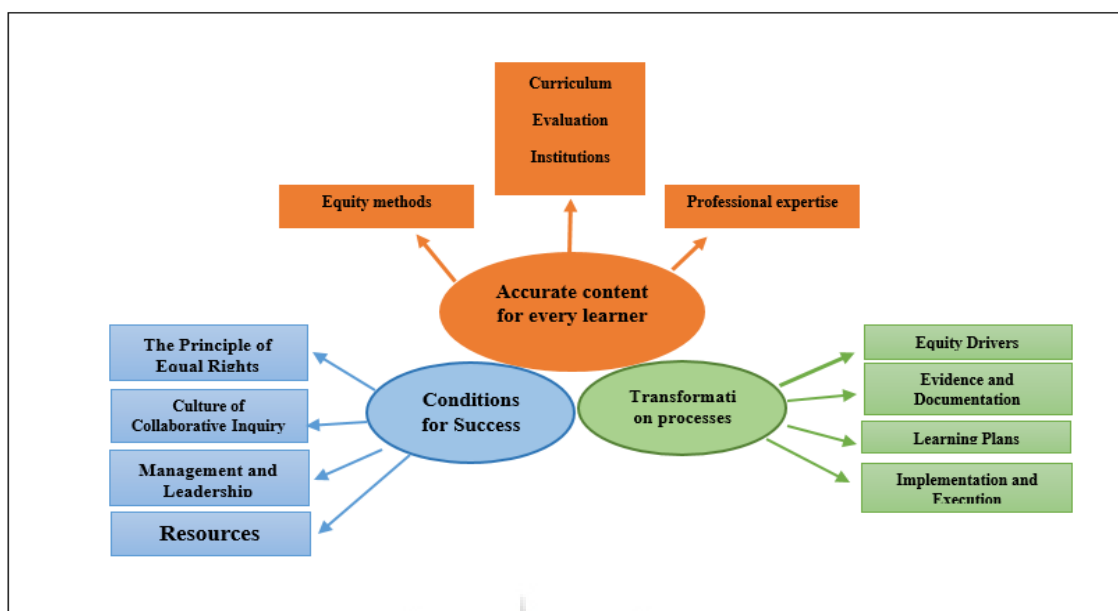 Curriculum
Evaluation
Institutions
Equity methods
Professional expertise
Accurate content
for every learner
The Principle of
Equal Rights
Culture of
Collaborative Inquiry
Management and
Leadership
Resources
Conditions
for Success
Transformati
on processes
Equity Drivers
Evidence and
Documentation
Learning Plans
Implementation and
Execution